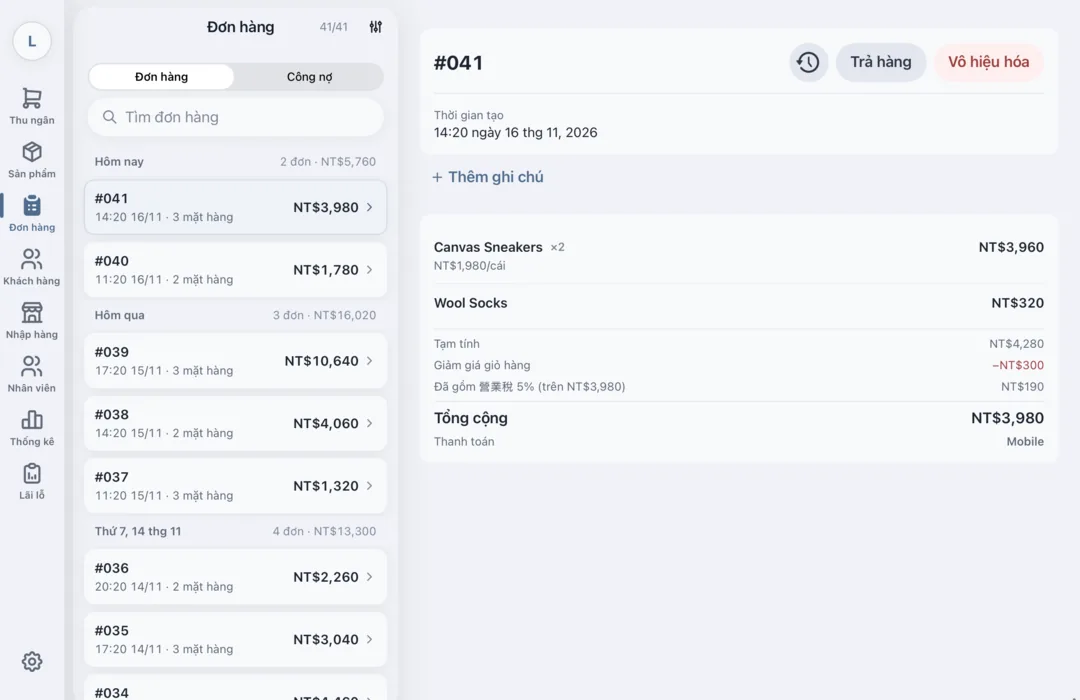 L
Thu ngân
Sản phẩm
Đơn hàng
Khách hàng
Nhập hàng
Nhân viên
Thống kê
Lãi lỗ
Đơn hàng 41/41
Đơn hàng Công nợ
Tìm đơn hàng
Hôm nay 2 đơn · NT$5,760
#041 NT$3,980
14:20 16/11 · 3 mặt hàng
#040 NT$1,780
11:20 16/11 · 2 mặt hàng
Hôm qua 3 đơn · NT$16,020
#039 NT$10,640
17:20 15/11 · 3 mặt hàng
#038 NT$4,060
14:20 15/11 · 2 mặt hàng
#037 NT$1,320
11:20 15/11 · 3 mặt hàng
Thứ 7, 14 thg 11 4 đơn · NT$13,300
#036 NT$2,260
20:20 14/11 · 2 mặt hàng
#035 NT$3,040
17:20 14/11 · 3 mặt hàng
#034
#041 Trả hàng Vô hiệu hóa
Thời gian tạo
14:20 ngày 16 thg 11, 2026
+ Thêm ghi chú
Canvas Sneakers ×2 NT$3,960
NT$1,980/cái
Wool Socks NT$320
Tạm tính NT$4,280
Giảm giá giỏ hàng −NT$300
Đã gồm 營業稅 5% (trên NT$3,980) NT$190
Tổng cộng NT$3,980
Thanh toán Mobile